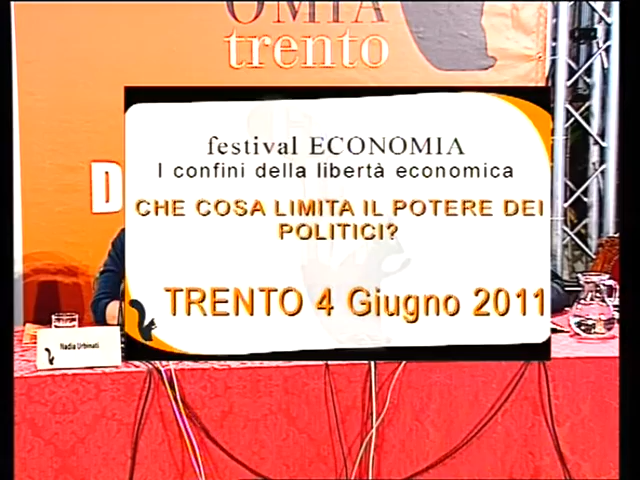 OMIA
trento
D
festival ECONOMIA
I confini della libertà economica
CHE COSA LIMITA IL POTERE DEI
POLITICI?
TRENTO 4 Giugno 2011
Nadia Urbinati